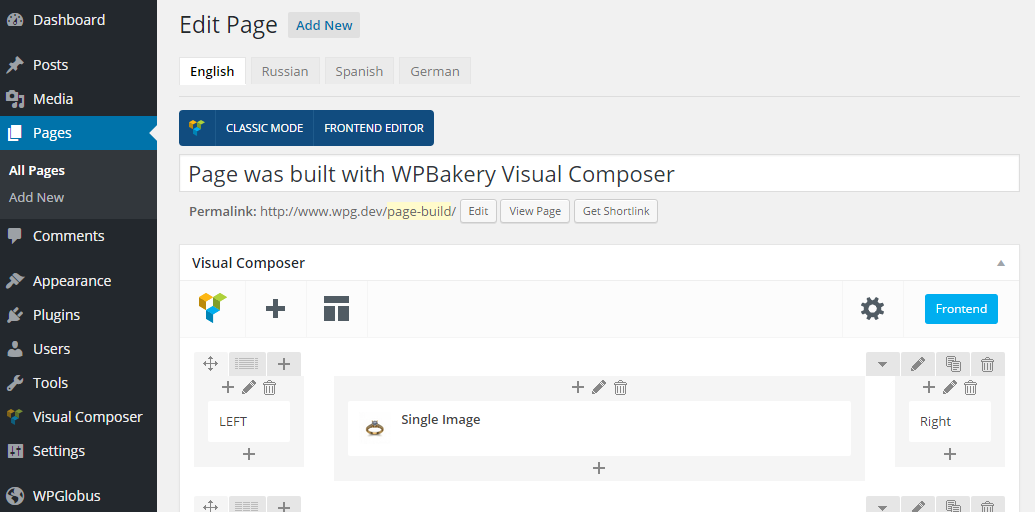 Dashboard
Posts
Media
Pages
All Pages
Add New
Comments
Appearance
Plugins
Users
Tools
Visual Composer
Settings
WPGlobus
Edit Page Add New
English Russian Spanish German
CLASSIC MODE FRONTEND EDITOR
Page was built with WPBakery Visual Composer
Permalink: http://www.wpg.dev/page-build/ Edit View Page Get Shortlink
Visual Composer
Frontend
LEFT Single Image Right